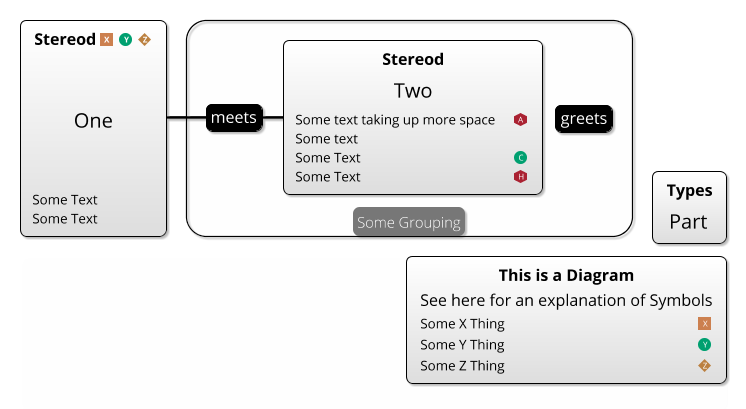 Stereod X Y Z
One
Some Text
Some Text
meets
Stereod
Two
Some text taking up more space A
Some text
Some Text C
Some Text H
greets
Some Grouping
Types
Part
This is a Diagram
See here for an explanation of Symbols
Some X Thing X
Some Y Thing Y
Some Z Thing Z